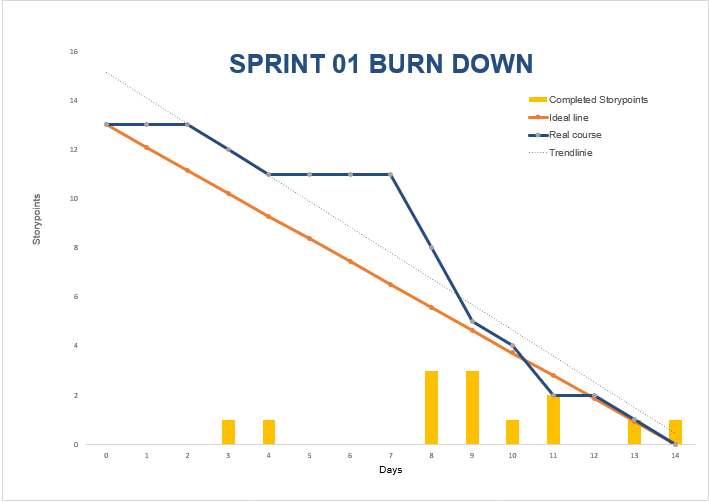 SPRINT 01 BURN DOWN
Completed Storypoints
Ideal line
Real course
Trendlinie
Storypoints
16
14
12
10
8
6
4
2
0
0 1 2 3 4 5 6 7 8 9 10 11 12 13 14
Days